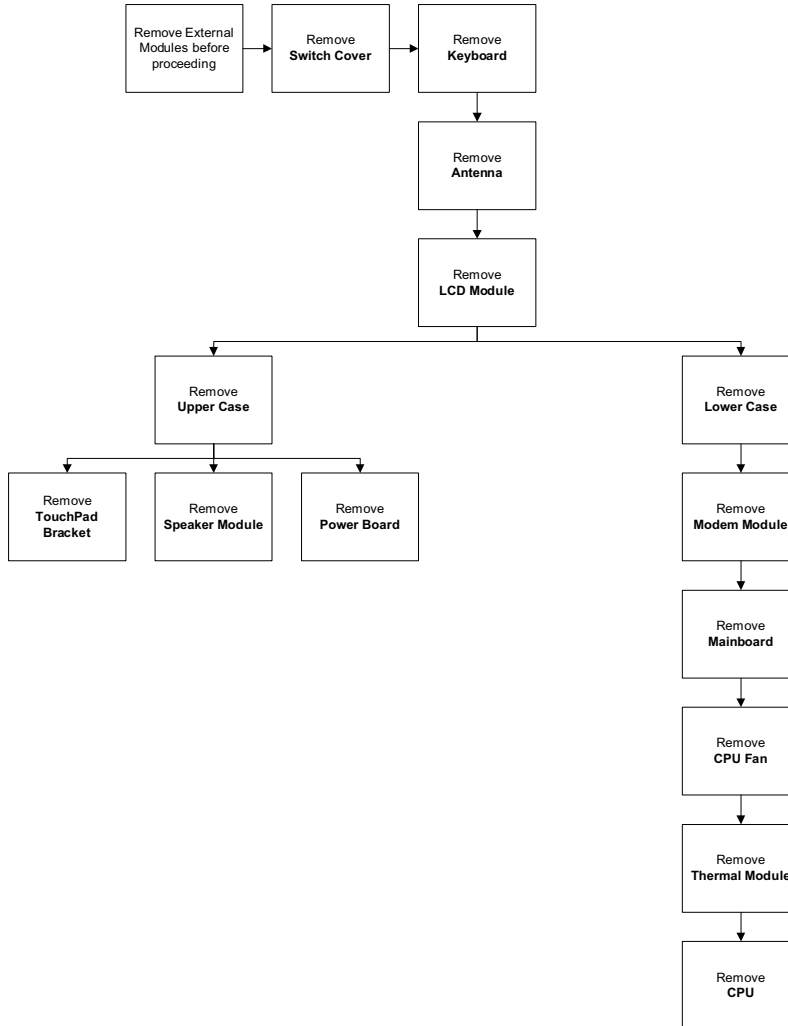 Remove External
Modules before
proceeding
Remove
Switch Cover
Remove
Keyboard
Remove
Antenna
Remove
LCD Module
Remove
Upper Case
Remove
Lower Case
Remove
TouchPad
Bracket
Remove
Speaker Module
Remove
Power Board
Remove
Modem Module
Remove
Mainboard
Remove
CPU Fan
Remove
Thermal Module
Remove
CPU